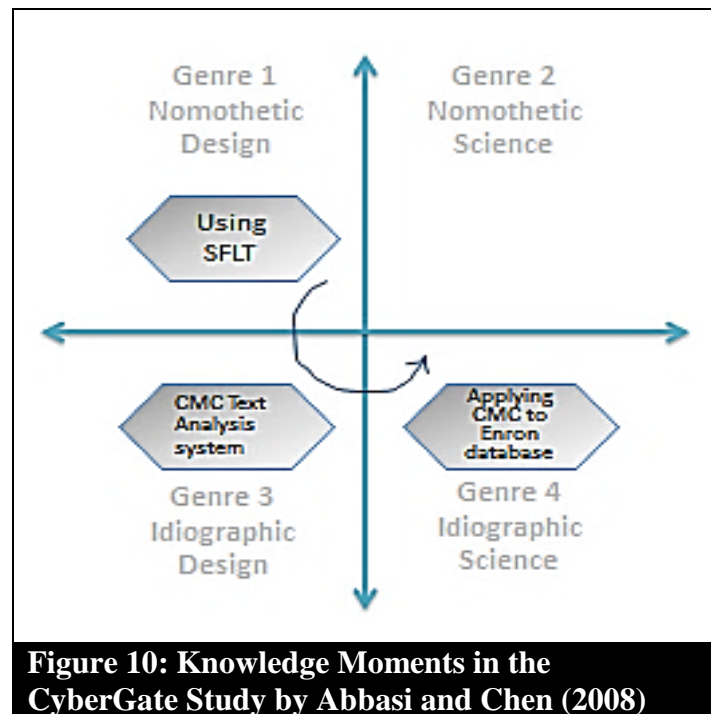 Genre 1
Nomothetic
Design
Genre 2
Nomothetic
Science
Using
SFLT
CMC Text
Analysis
system
Applying
CMC to
Enron
database
Genre 3
Idiographic
Design
Genre 4
Idiographic
Science
Figure 10: Knowledge Moments in the
CyberGate Study by Abbasi and Chen (2008)